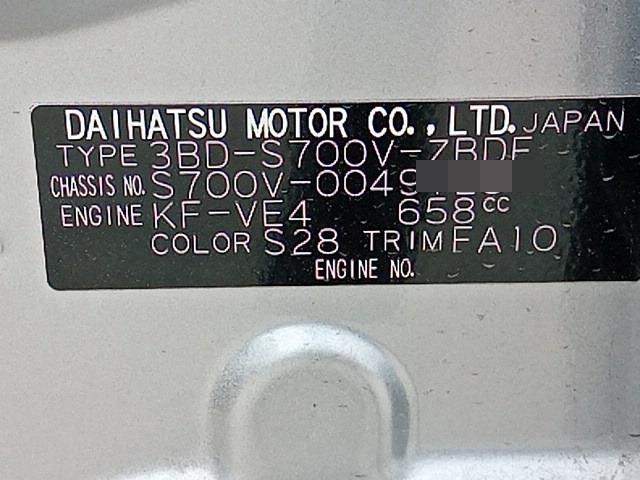 DAIHATSU MOTOR CO., LTD. JAPAN
TYPE 3BD-S700V-ZBDF
CHASSIS NO. S700V-0049
ENGINE KF-VE4 658cc
COLOR S28 TRIM FA10
ENGINE NO.